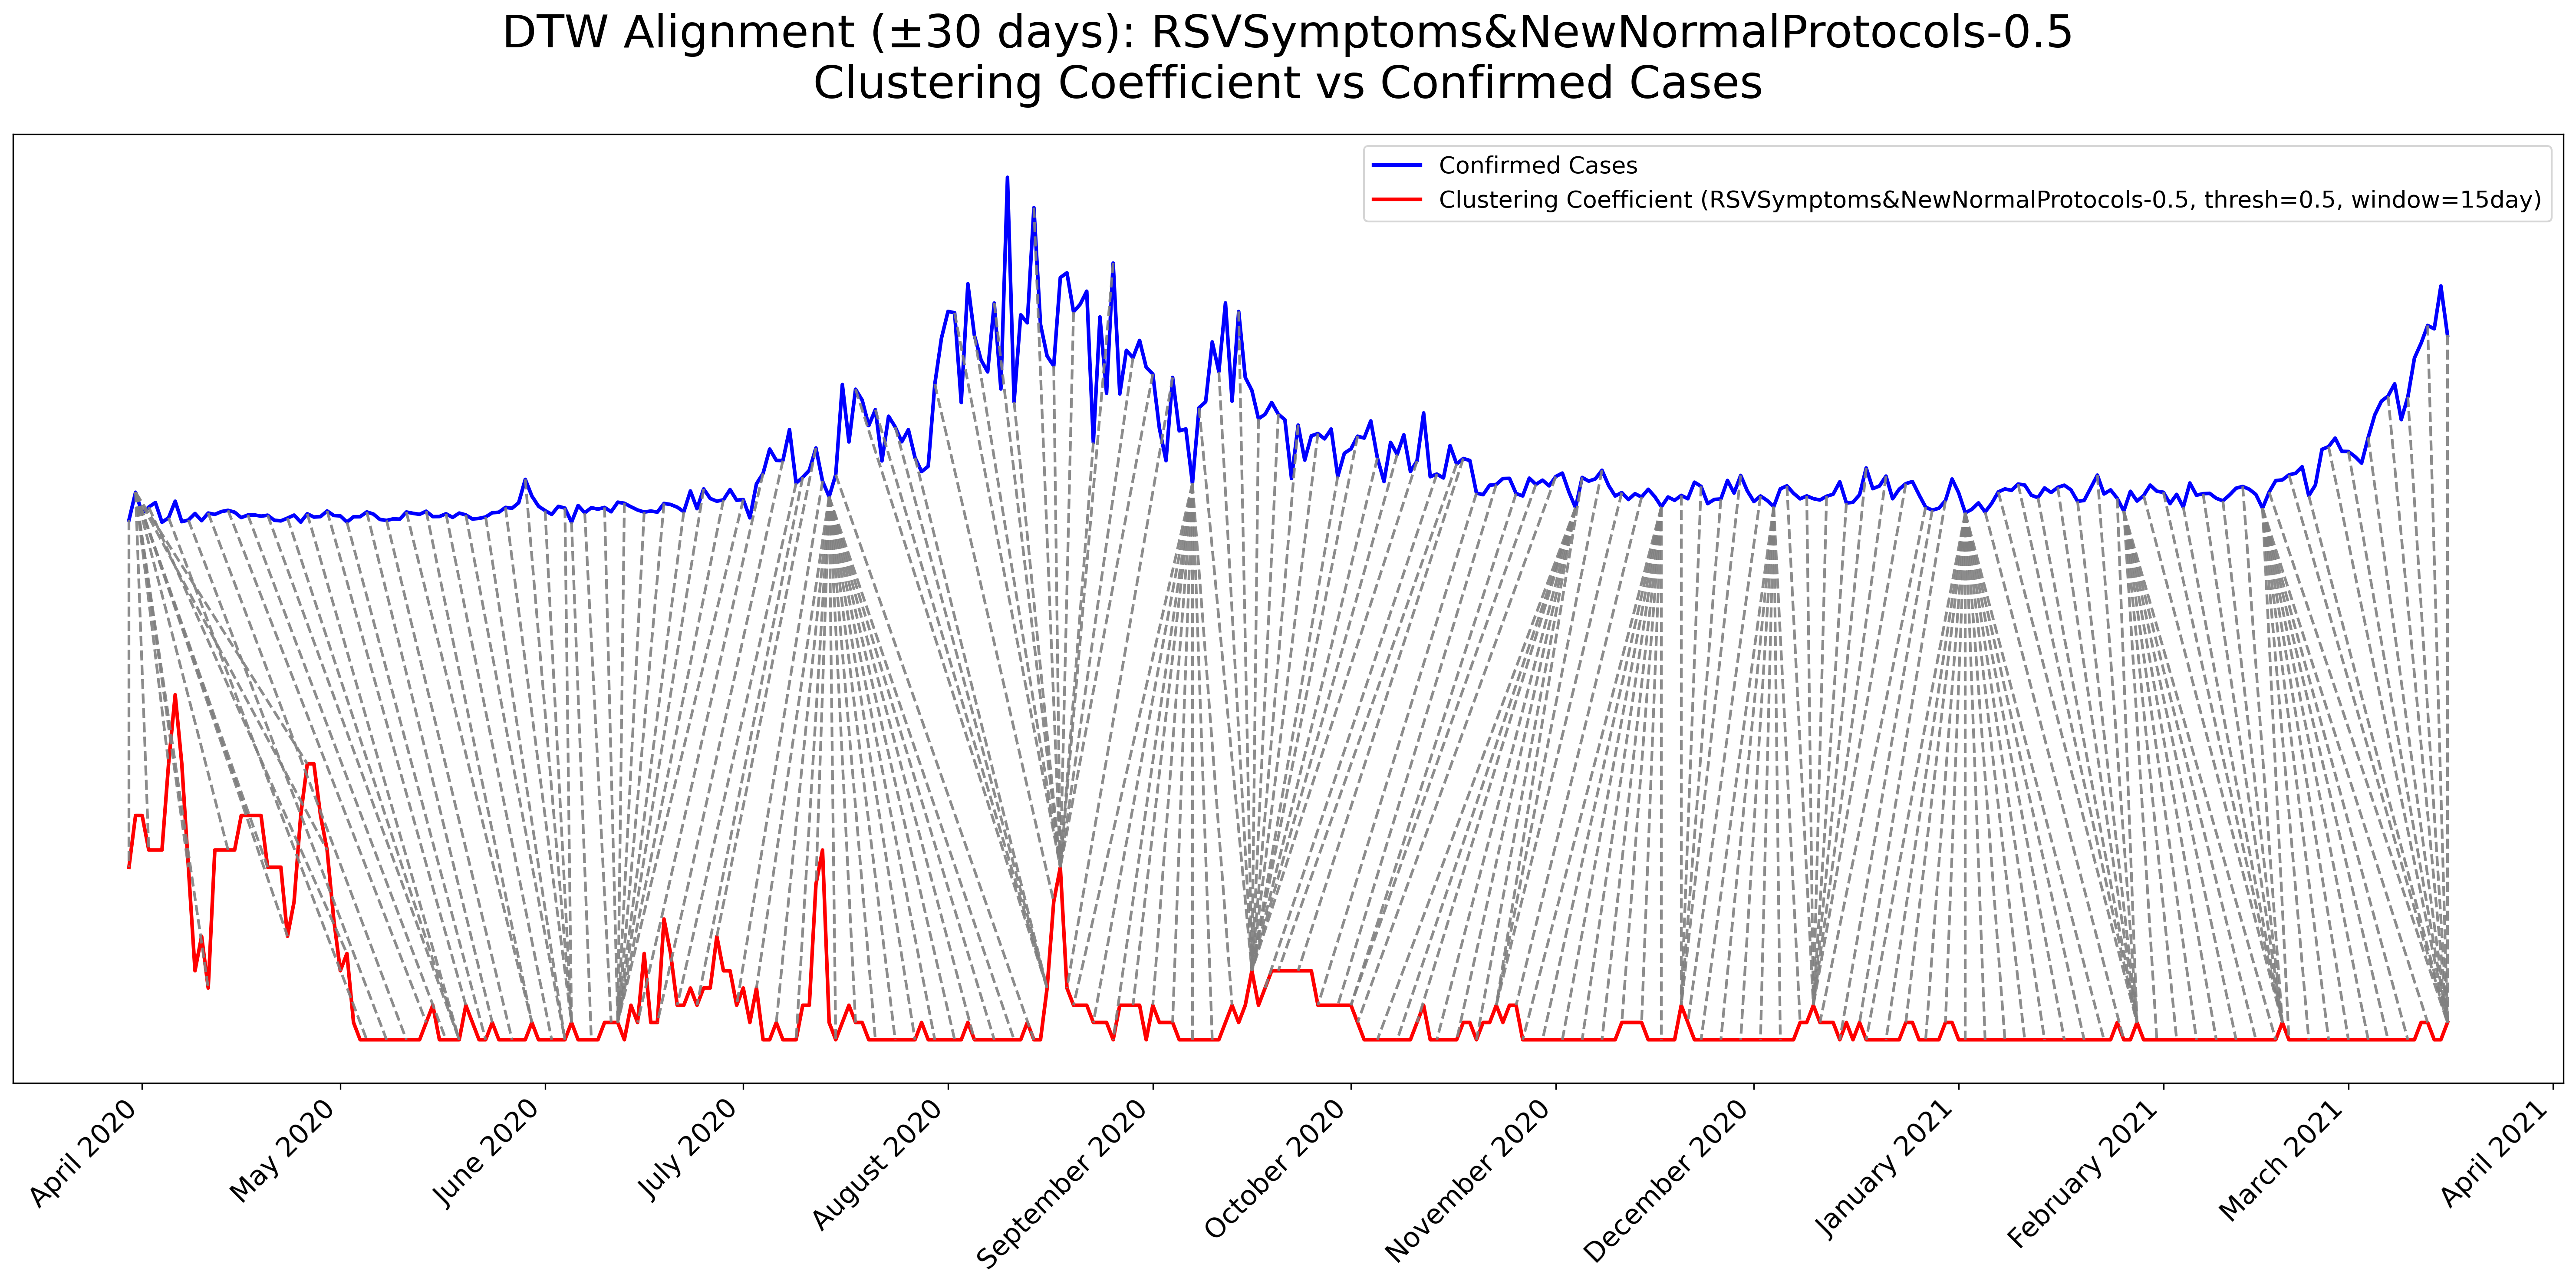 DTW Alignment (±30 days): RSVSymptoms&NewNormalProtocols-0.5
Clustering Coefficient vs Confirmed Cases
Confirmed Cases
Clustering Coefficient (RSVSymptoms&NewNormalProtocols-0.5, thresh=0.5, window=15day)
April 2020
May 2020
June 2020
July 2020
August 2020
September 2020
October 2020
November 2020
December 2020
January 2021
February 2021
March 2021
April 2021